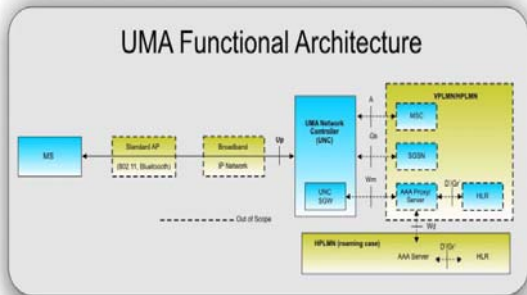 UMA Functional Architecture
VPLMN/HPLMN
A
MSC
UMA Network
Controller
(UNC)
Standard AP
(802.11, Bluetooth)
Broadband
IP Network
Up
Gb
MS
SGSN
Wm
UNC
SGW
AAA Proxy/
Server
D'/Gr'
HLR
Out of Scope
Wd
HPLMN (roaming case)
AAA Server
D'/Gr'
HLR